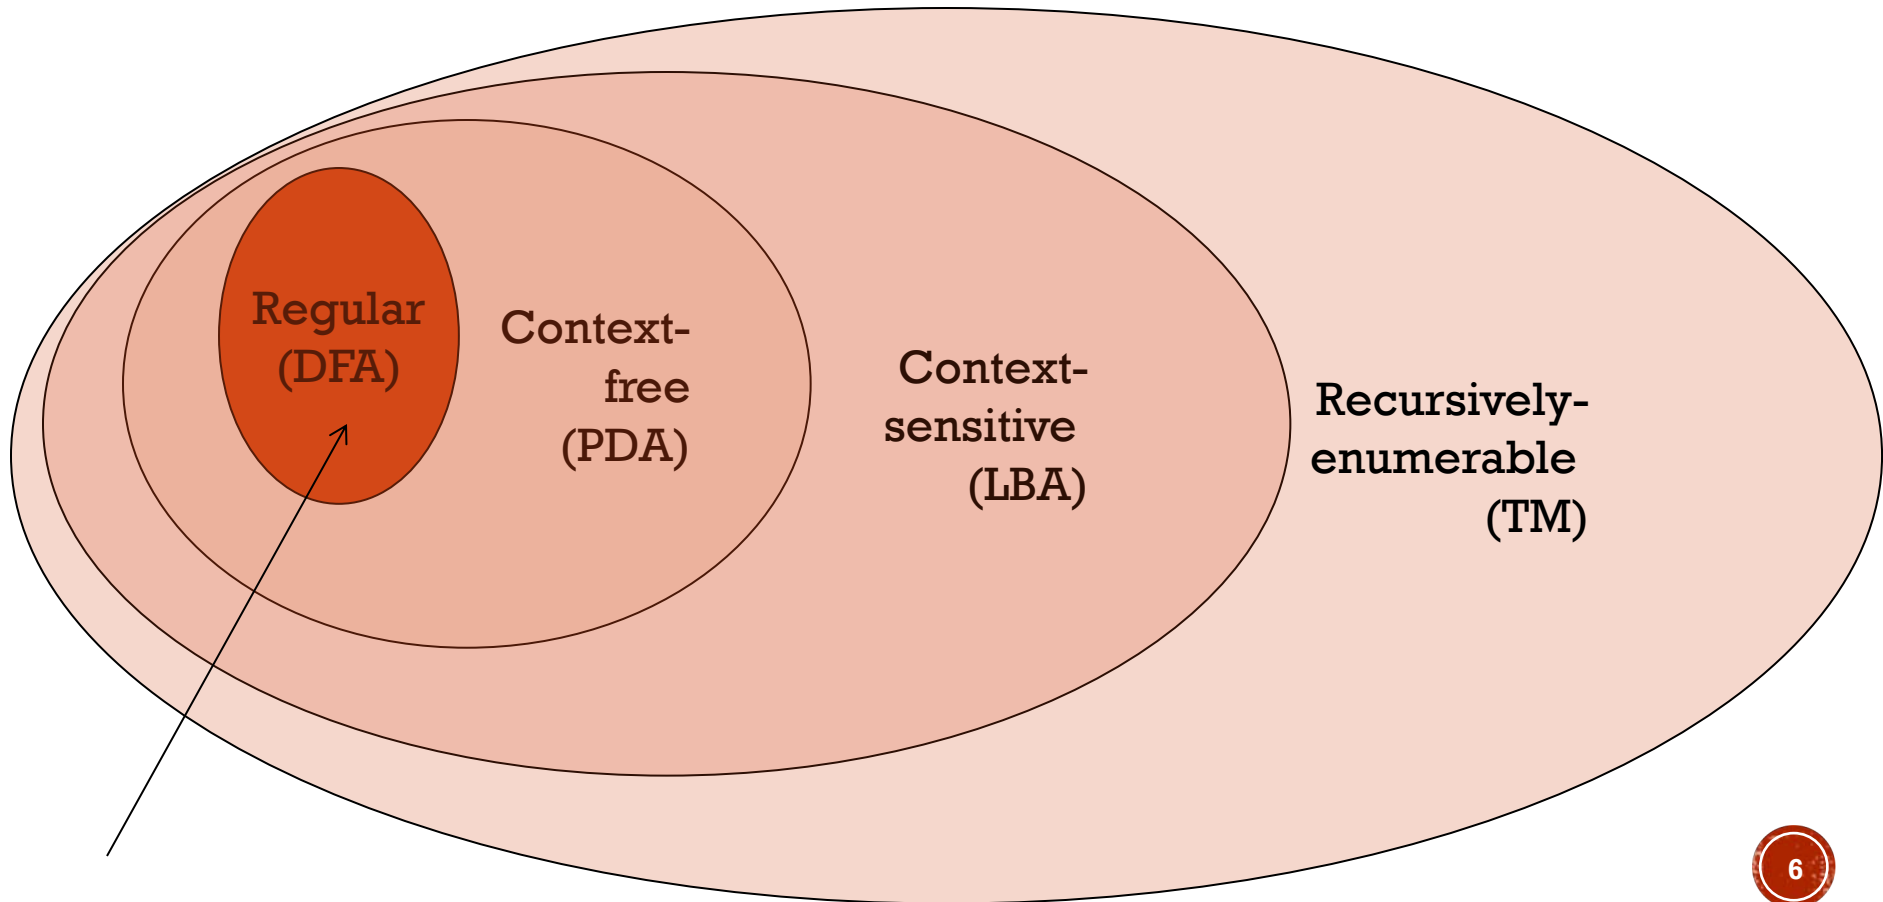 Regular
(DFA)
Context-
free
(PDA)
Context-
sensitive
(LBA)
Recursively-
enumerable
(TM)
6